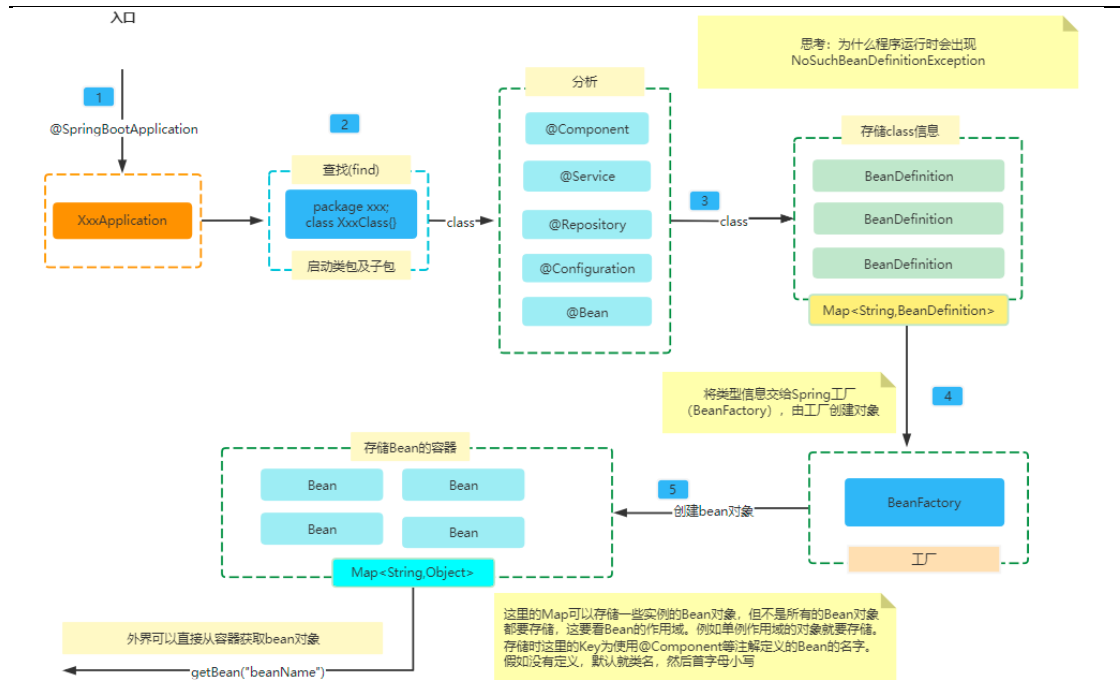 入口
思考：为什么程序运行时会出现
NoSuchBeanDefinitionException
1
@SpringBootApplication
XxxApplication
2
查找(find)
package xxx;
class XxxClass{}
启动类包及子包
class
分析
@Component
@Service
@Repository
@Configuration
@Bean
3
class
存储class信息
BeanDefinition
BeanDefinition
BeanDefinition
Map<String,BeanDefinition>
将类型信息交给Spring工厂
（BeanFactory），由工厂创建对象
4
BeanFactory
工厂
5
创建bean对象
存储Bean的容器
Bean
Bean
Bean
Bean
Map<String,Object>
这里的Map可以存储一些实例的Bean对象，但不是所有的Bean对象
都要存储，这要看Bean的作用域。例如单例作用域的对象就要存储。
存储时这里的Key为使用@Component等注解定义的Bean的名字。
假如没有定义，默认就类名，然后首字母小写
外界可以直接从容器获取bean对象
getBean("beanName")